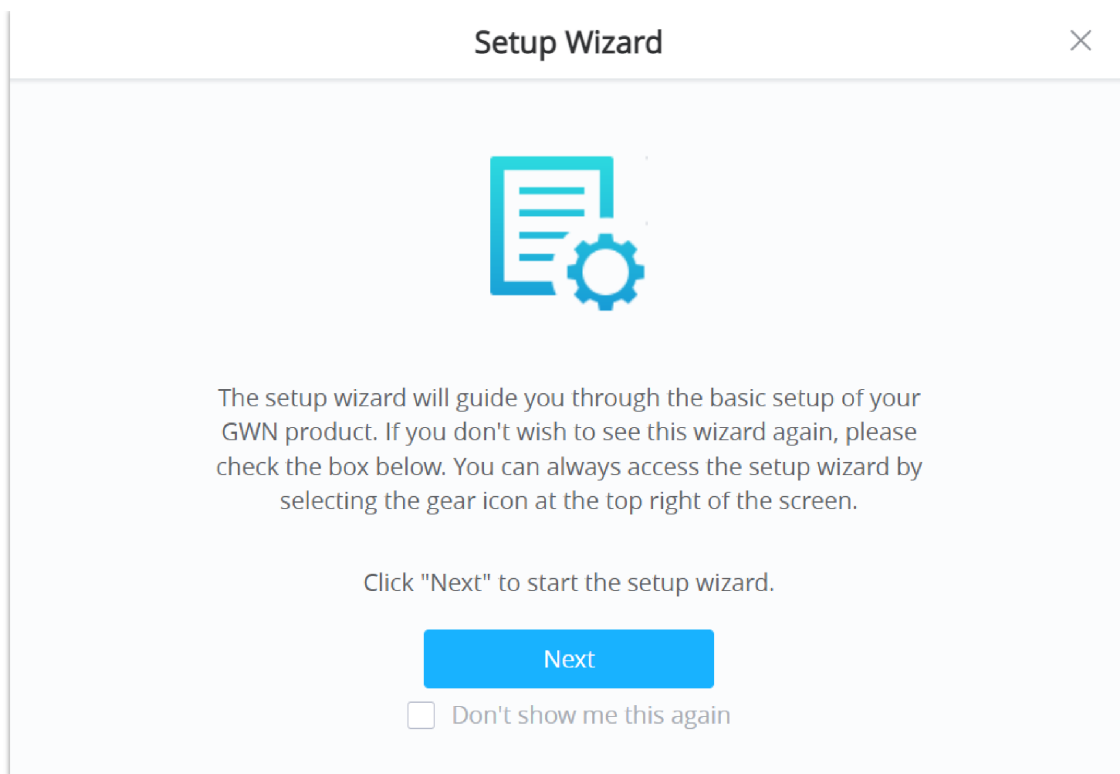 Setup Wizard
The setup wizard will guide you through the basic setup of your
GWN product. If you don't wish to see this wizard again, please
check the box below. You can always access the setup wizard by
selecting the gear icon at the top right of the screen.
Click "Next" to start the setup wizard.
Next
Don't show me this again